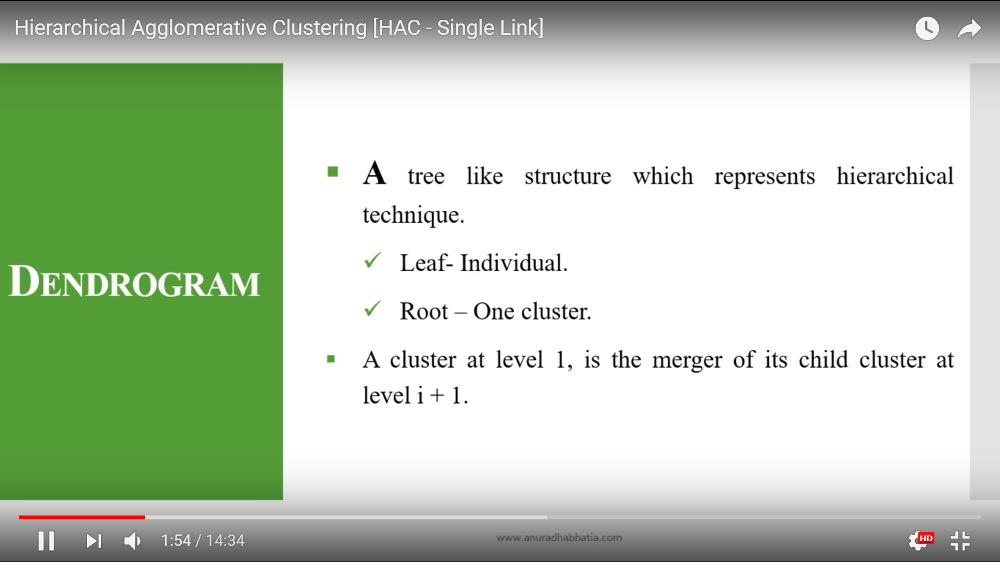 Hierarchical Agglomerative Clustering [HAC - Single Link]
DENDROGRAM
A tree like structure which represents hierarchical
technique.
Leaf- Individual.
Root – One cluster.
A cluster at level 1, is the merger of its child cluster at
level i + 1.
1:54 / 14:34
www.anuradhabhatia.com
HD